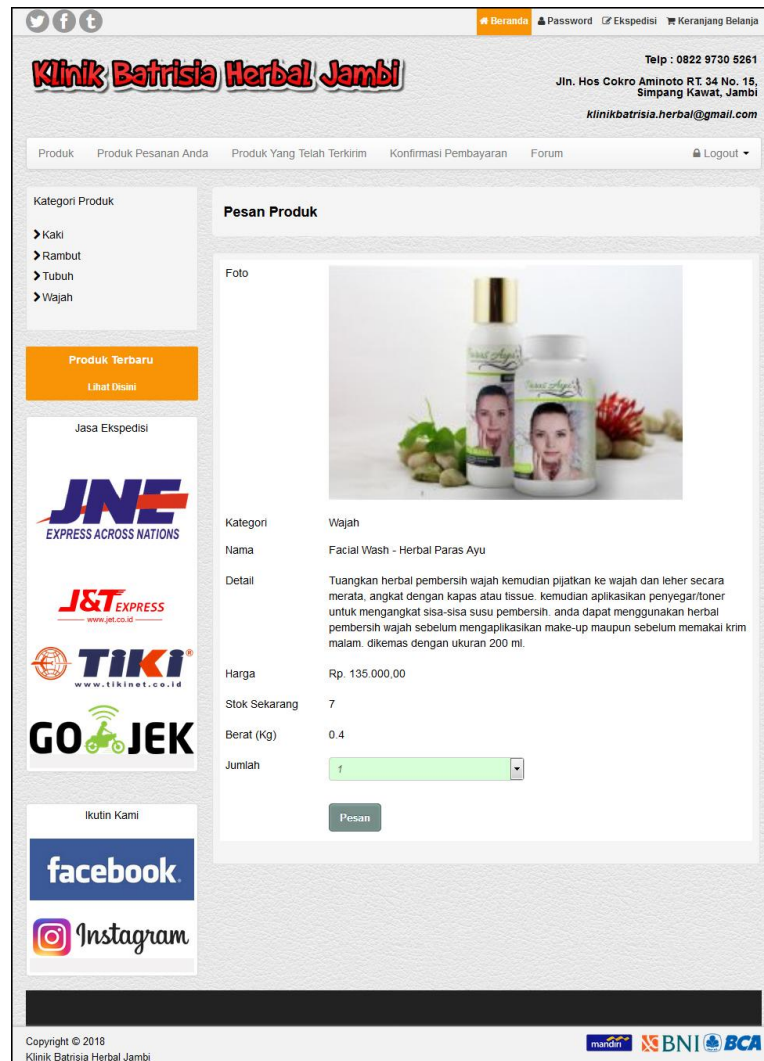 Beranda Password Ekspedisi Keranjang Belanja
Klinik Batrisia Herbal Jambi
Telp : 0822 9730 5261
Jln. Hos Cokro Aminoto RT. 34 No. 15,
Simpang Kawat, Jambi
klinikbatrisia.herbal@gmail.com
Produk Produk Pesanan Anda Produk Yang Telah Terkirim Konfirmasi Pembayaran Forum Logout
Kategori Produk
Kaki
Rambut
Tubuh
Wajah
Produk Terbaru
Lihat Disini
Jasa Ekspedisi
JNE
EXPRESS ACROSS NATIONS
J&T EXPRESS
www.jet.co.id
TIKI
www.tikinet.co.id
GO JEK
Ikutin Kami
facebook.
Instagram
Pesan Produk
Foto
Kategori Wajah
Nama Facial Wash - Herbal Paras Ayu
Detail Tuangkan herbal pembersih wajah kemudian pijatkan ke wajah dan leher secara
merata, angkat dengan kapas atau tissue. kemudian aplikasikan penyegar/toner
untuk mengangkat sisa-sisa susu pembersih. anda dapat menggunakan herbal
pembersih wajah sebelum mengaplikasikan make-up maupun sebelum memakai krim
malam. dikemas dengan ukuran 200 ml.
Harga Rp. 135.000,00
Stok Sekarang 7
Berat (Kg) 0.4
Jumlah 1
Pesan
Copyright © 2018
Klinik Batrisia Herbal Jambi
mandiri BNI BCA